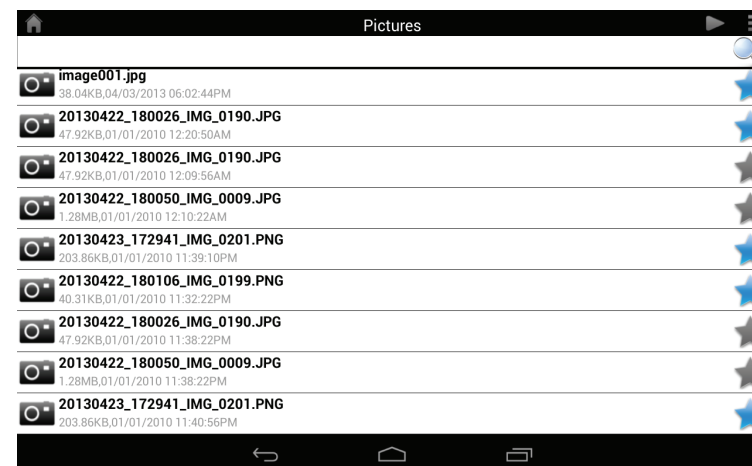 Pictures
image001.jpg
38.04KB,04/03/2013 06:02:44PM
20130422_180026_IMG_0190.JPG
47.92KB,01/01/2010 12:20:50AM
20130422_180026_IMG_0190.JPG
47.92KB,01/01/2010 12:09:56AM
20130422_180050_IMG_0009.JPG
1.28MB,01/01/2010 12:10:22AM
20130423_172941_IMG_0201.PNG
203.86KB,01/01/2010 11:39:10PM
20130422_180106_IMG_0199.PNG
40.31KB,01/01/2010 11:32:22PM
20130422_180026_IMG_0190.JPG
47.92KB,01/01/2010 11:38:22PM
20130422_180050_IMG_0009.JPG
1.28MB,01/01/2010 11:38:22PM
20130423_172941_IMG_0201.PNG
203.86KB,01/01/2010 11:40:56PM